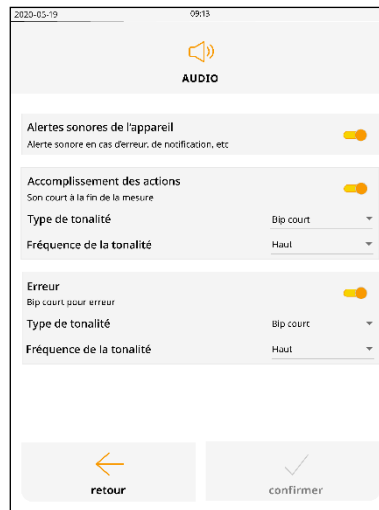 2020-05-19 09:13
AUDIO
Alertes sonores de l'appareil
Alerte sonore en cas d'erreur, de notification, etc
Accomplissement des actions
Son court à la fin de la mesure
Type de tonalité Bip court
Fréquence de la tonalité Haut
Erreur
Bip court pour erreur
Type de tonalité Bip court
Fréquence de la tonalité Haut
retour confirmer